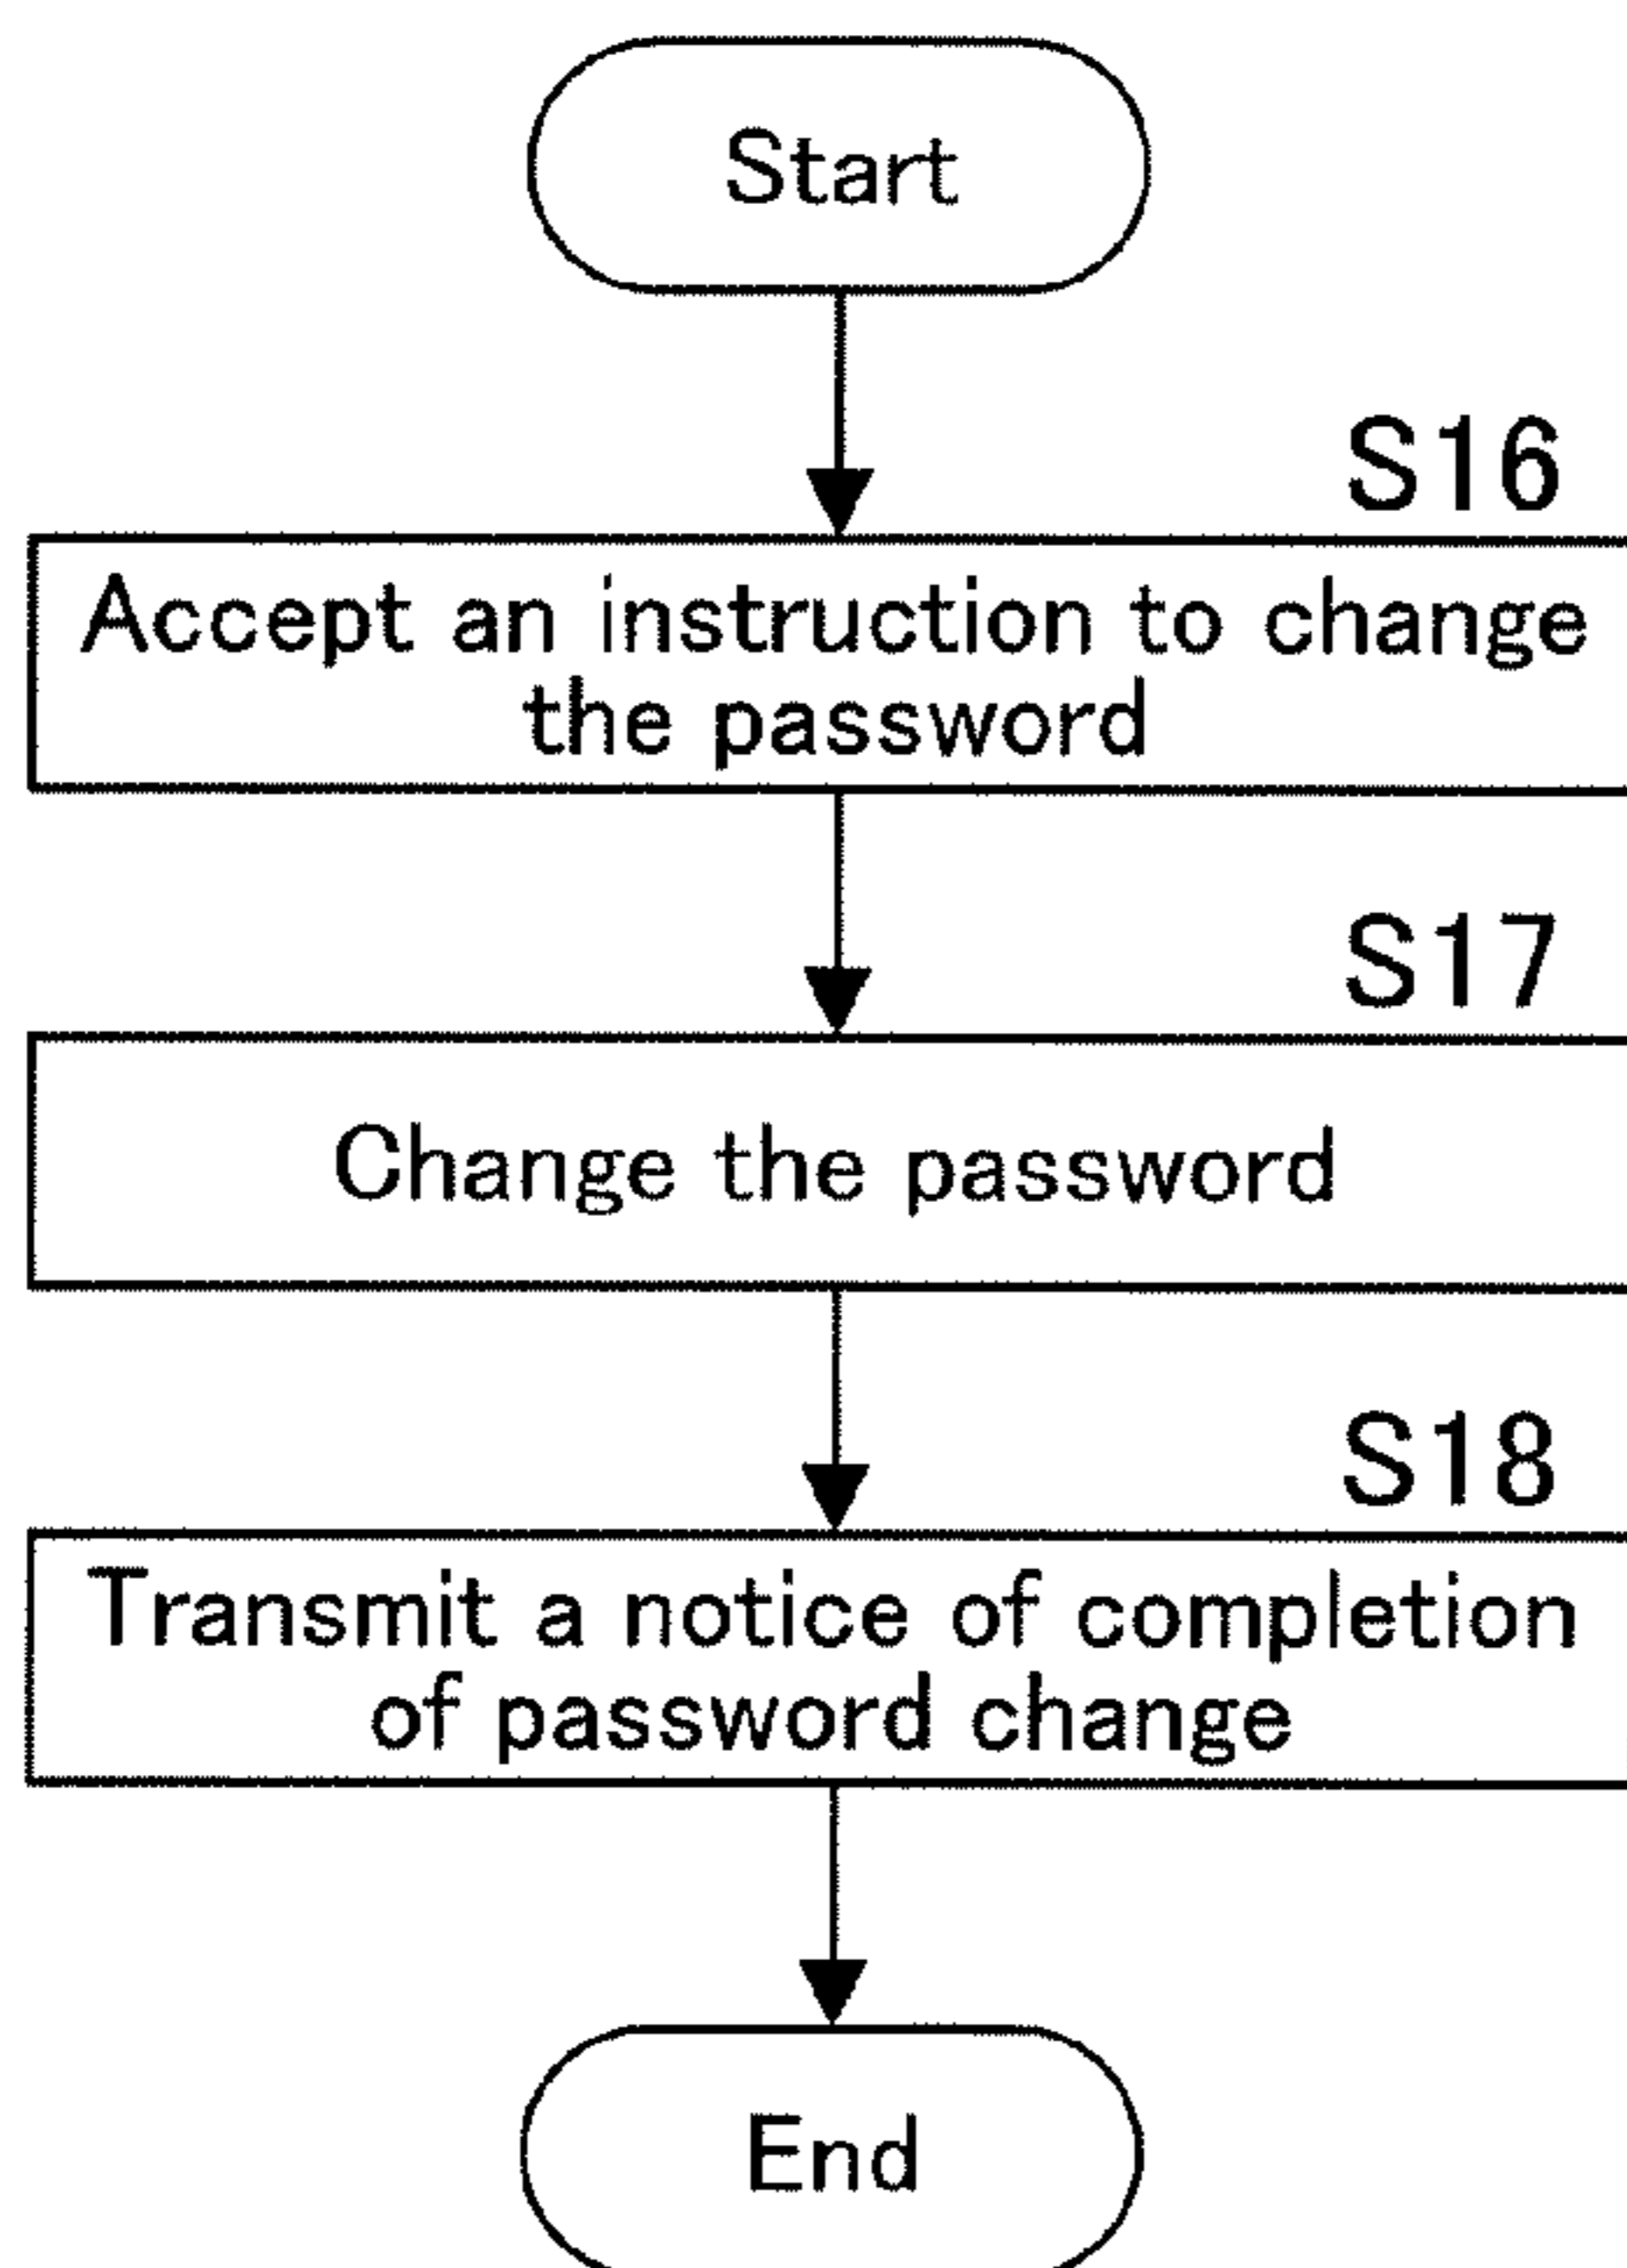 Start
S16
Accept an instruction to change
the password
S17
Change the password
S18
Transmit a notice of completion
of password change
End